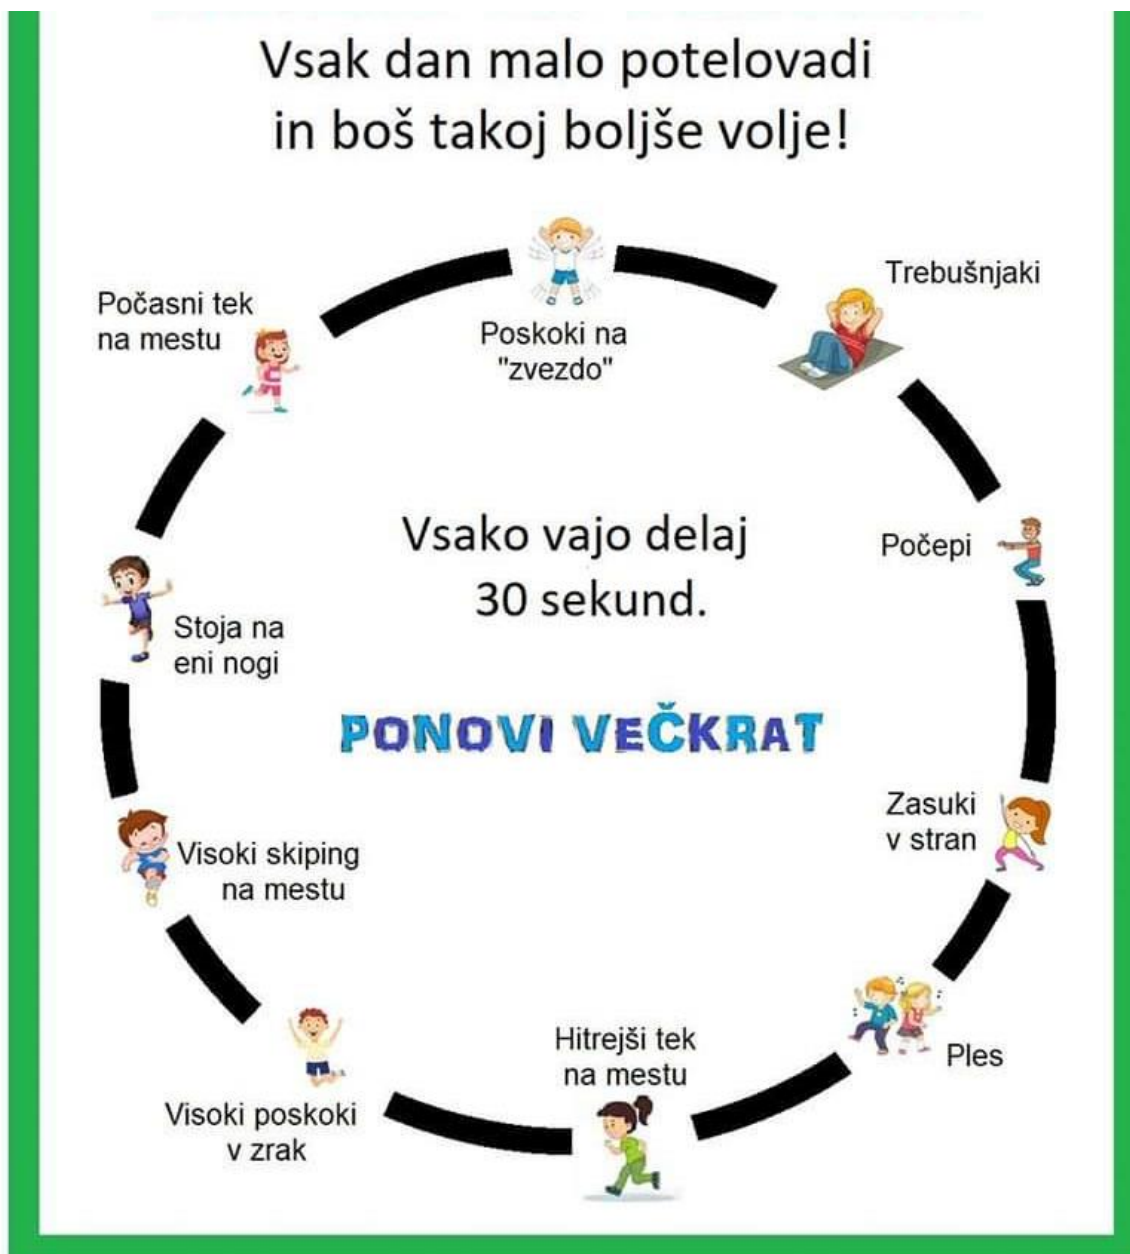 Vsak dan malo potelovadi
in boš takoj boljše volje!
Poskoki na
"zvezdo"
Trebušnjaki
Počepi
Zasuki
v stran
Ples
Hitrejši tek
na mestu
Visoki poskoki
v zrak
Visoki skiping
na mestu
Stoja na
eni nogi
Počasni tek
na mestu
Vsako vajo delaj
30 sekund.
PONOVI VEČKRAT